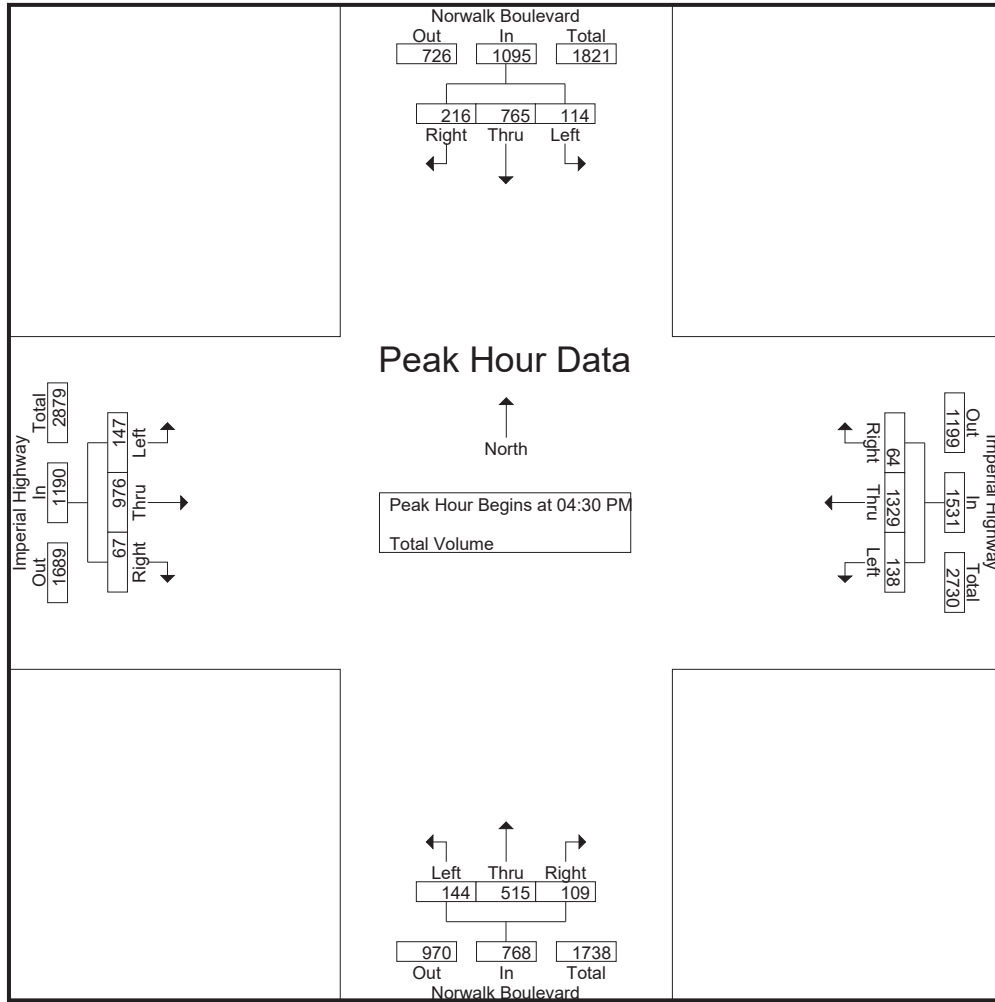 Norwalk Boulevard
Out In Total
726 1095 1821
216 765 114
Right Thru Left
Peak Hour Data
North
Peak Hour Begins at 04:30 PM
Total Volume
Imperial Highway
Total In Out
2879 1190 1689
147 976 67
Left Thru Right
Imperial Highway
Out In Total
1199 1531 2730
64 1329 138
Right Thru Left
Left Thru Right
144 515 109
970 768 1738
Out In Total
Norwalk Boulevard